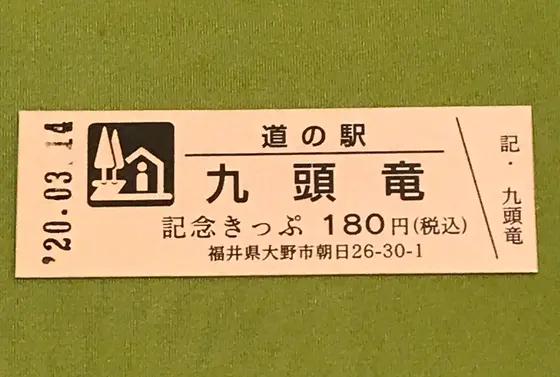 '20.03.14
道の駅
九頭竜
記念きっぷ 180円(税込)
福井県大野市朝日26-30-1
記・九頭竜